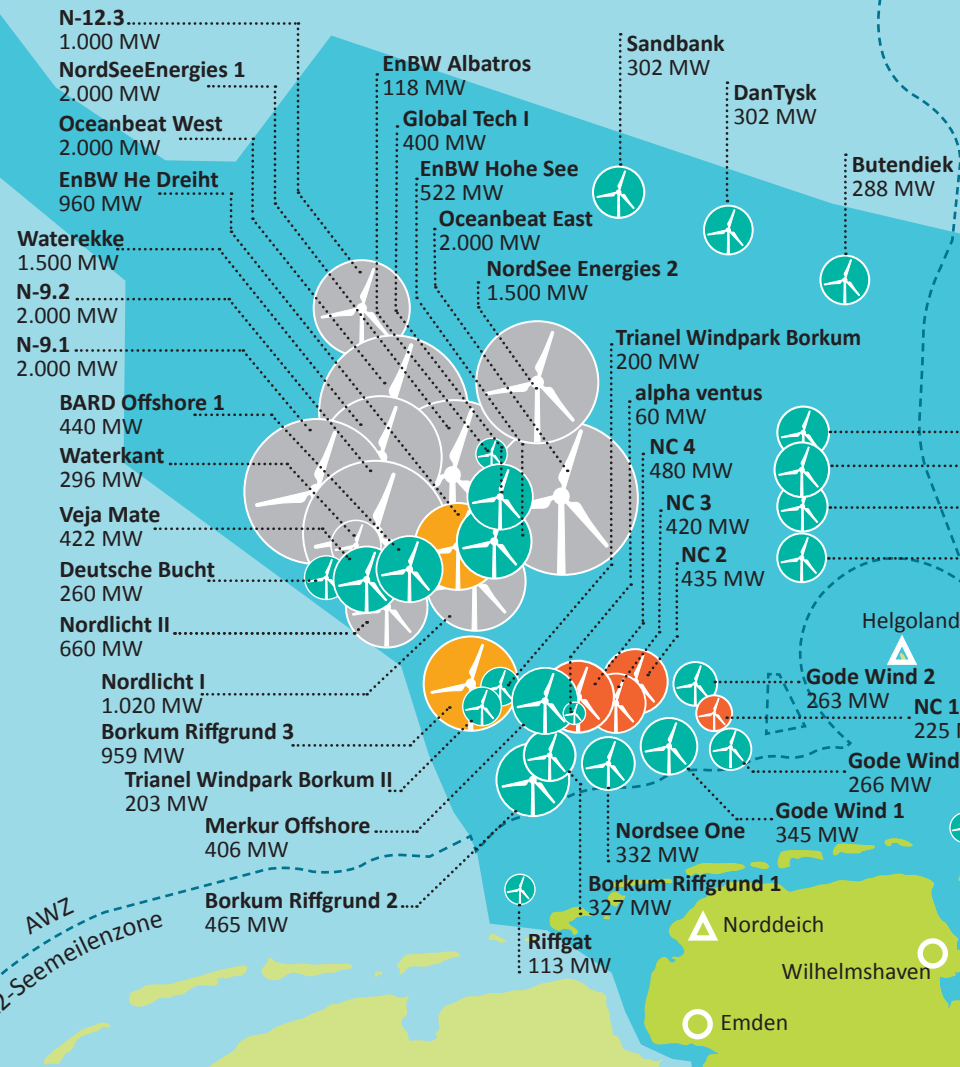 N-12.3
1.000 MW
NordSeeEnergies 1
2.000 MW
Oceanbeat West
2.000 MW
EnBW He Dreiht
960 MW
Waterekke
1.500 MW
N-9.2
2.000 MW
N-9.1
2.000 MW
BARD Offshore 1
440 MW
Waterkant
296 MW
Veja Mate
422 MW
Deutsche Bucht
260 MW
Nordlicht II
660 MW
Nordlicht I
1.020 MW
Borkum Riffgrund 3
959 MW
Trianel Windpark Borkum II
203 MW
Merkur Offshore
406 MW
Borkum Riffgrund 2
465 MW
EnBW Albatros
118 MW
Global Tech I
400 MW
EnBW Hohe See
522 MW
Oceanbeat East
2.000 MW
NordSee Energies 2
1.500 MW
Sandbank
302 MW
DanTysk
302 MW
Butendiek
288 MW
Trianel Windpark Borkum
200 MW
alpha ventus
60 MW
NC 4
480 MW
NC 3
420 MW
NC 2
435 MW
Helgoland
Gode Wind 2
263 MW
NC 1
225 M
Gode Wind
266 MW
Gode Wind 1
345 MW
Nordsee One
332 MW
Borkum Riffgrund 1
327 MW
Riffgat
113 MW
Norddeich
Wilhelmshaven
Emden
AWZ
2-Seemeilenzone